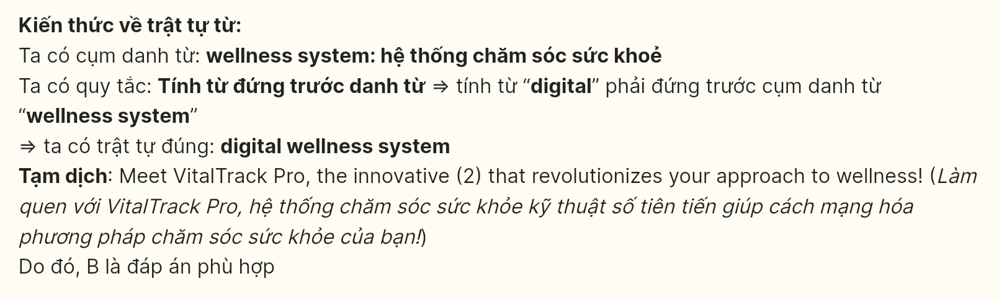 Kiến thức về trật tự từ:
Ta có cụm danh từ: wellness system: hệ thống chăm sóc sức khoẻ
Ta có quy tắc: Tính từ đứng trước danh từ ⇒ tính từ “digital” phải đứng trước cụm danh từ
“wellness system”
⇒ ta có trật tự đúng: digital wellness system
Tạm dịch: Meet VitalTrack Pro, the innovative (2) that revolutionizes your approach to wellness! (Làm
quen với VitalTrack Pro, hệ thống chăm sóc sức khỏe kỹ thuật số tiên tiến giúp cách mạng hóa
phương pháp chăm sóc sức khỏe của bạn!)
Do đó, B là đáp án phù hợp